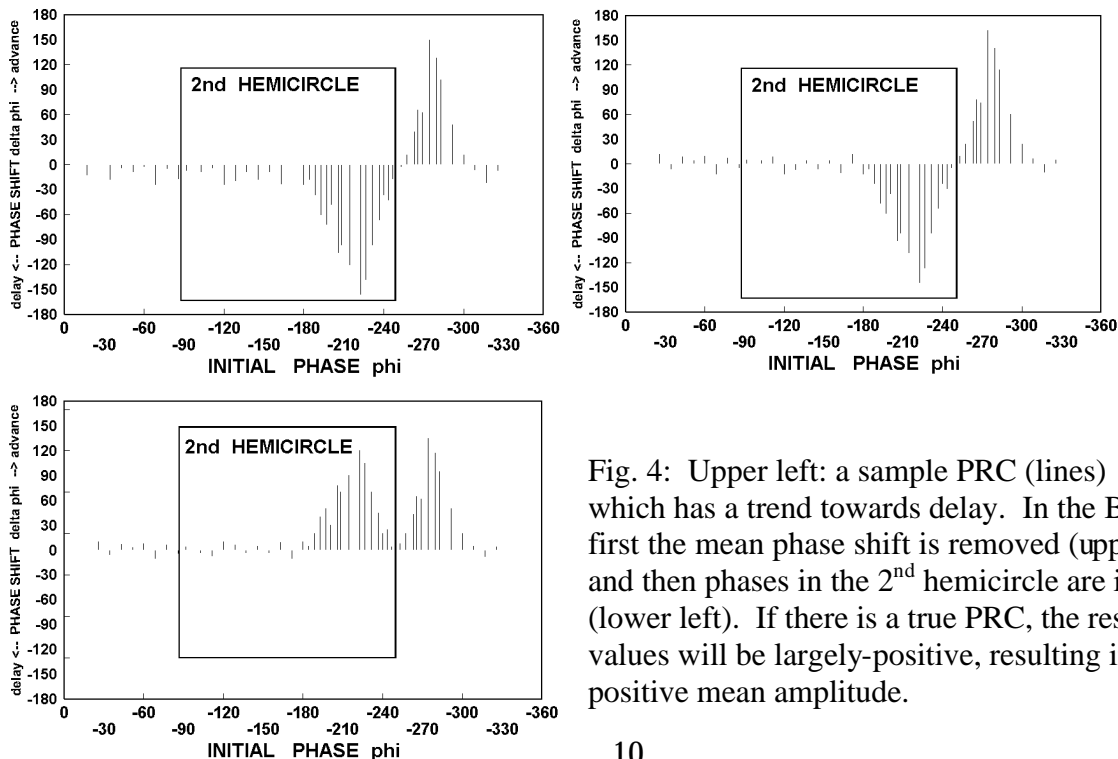 delay <-- PHASE SHIFT delta phi --> advance
180
150
120
90
60
30
0
-30
-60
-90
-120
-150
-180
2nd HEMICIRCLE
0 -60 -120 -180 -240 -300 -360
-30 -90 -150 -210 -270 -330
INITIAL PHASE phi
delay <-- PHASE SHIFT delta phi --> advance
180
150
120
90
60
30
0
-30
-60
-90
-120
-150
-180
2nd HEMICIRCLE
0 -60 -120 -180 -240 -300 -360
-30 -90 -150 -210 -270 -330
INITIAL PHASE phi
delay <-- PHASE SHIFT delta phi --> advance
180
150
120
90
60
30
0
-30
-60
-90
-120
-150
-180
2nd HEMICIRCLE
0 -60 -120 -180 -240 -300 -360
-30 -90 -150 -210 -270 -330
INITIAL PHASE phi
Fig. 4: Upper left: a sample PRC (lines)
which has a trend towards delay. In the B
first the mean phase shift is removed (upp
and then phases in the 2nd hemicircle are i
(lower left). If there is a true PRC, the res
values will be largely-positive, resulting i
positive mean amplitude.
10